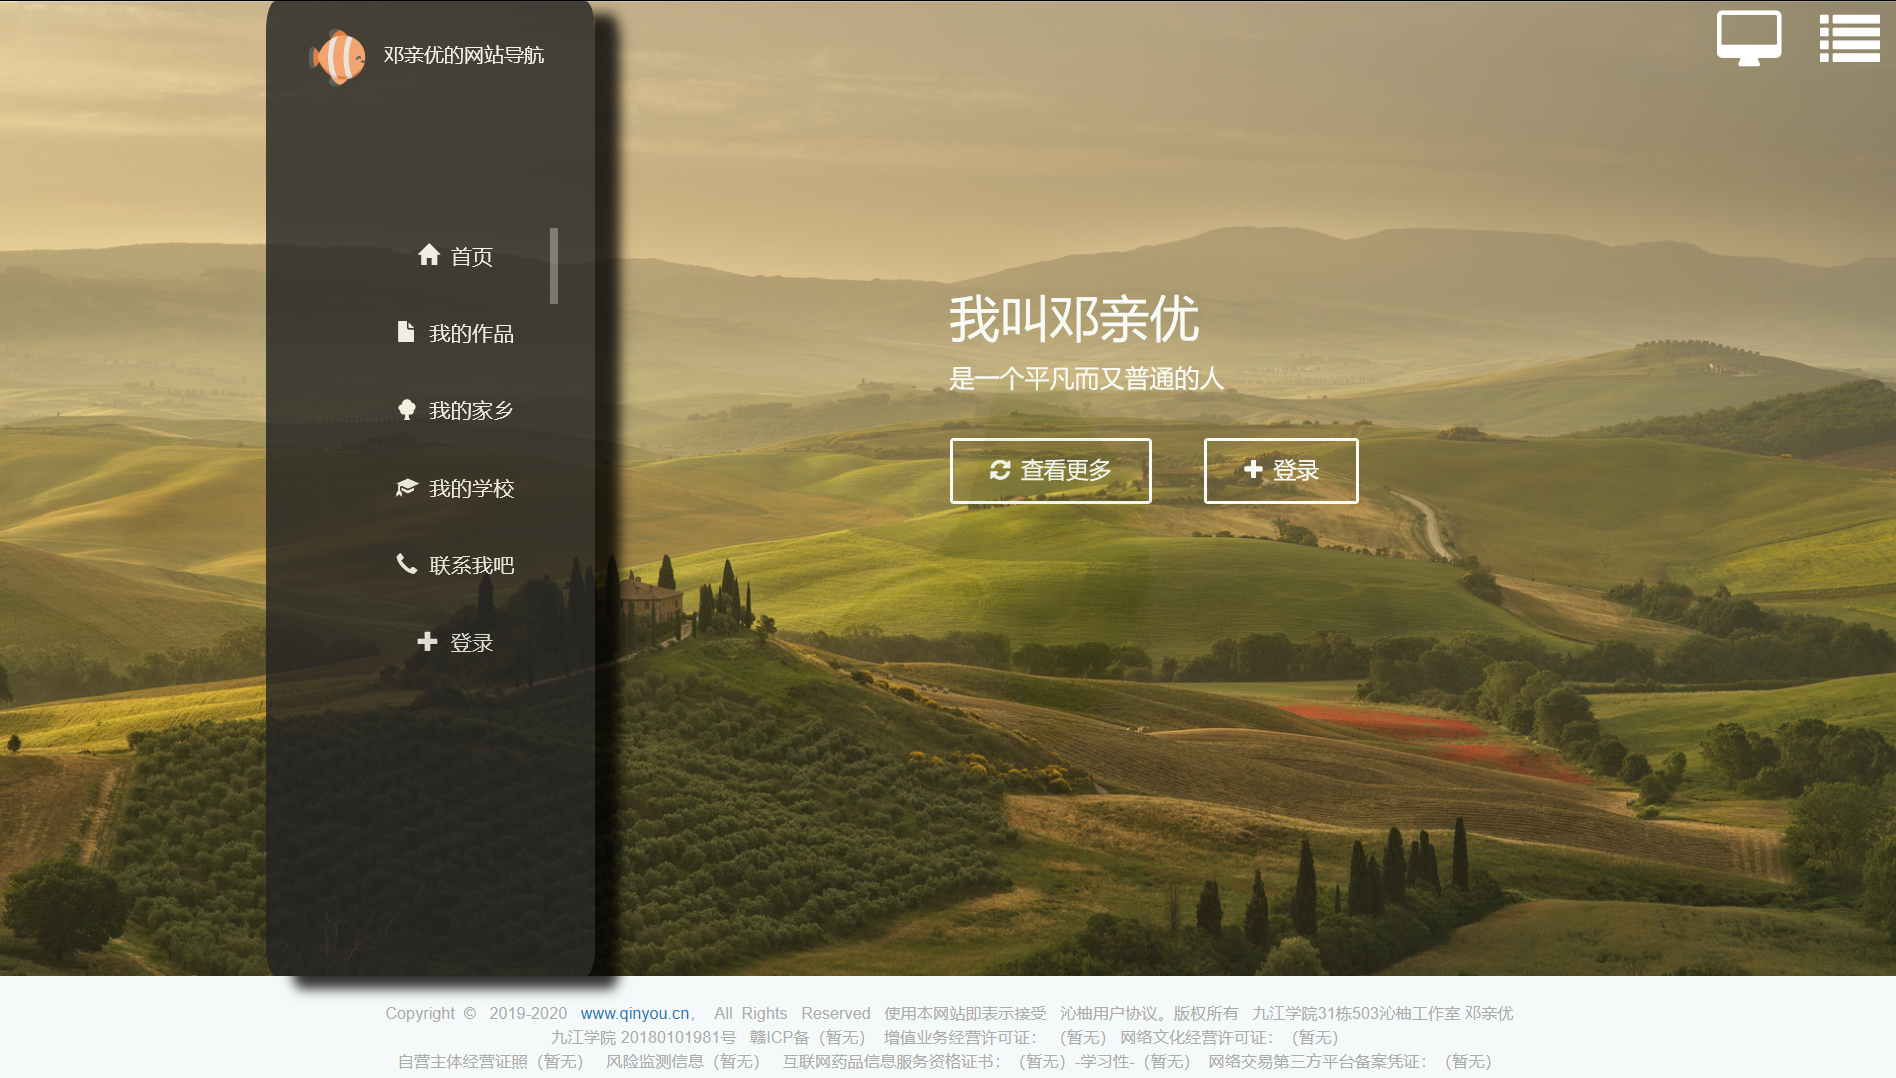 邓亲优的网站导航
首页
我的作品
我的家乡
我的学校
联系我吧
登录
我叫邓亲优
是一个平凡而又普通的人
查看更多
登录
Copyright © 2019-2020 www.qinyou.cn, All Rights Reserved 使用本网站即表示接受 沁柚用户协议。版权所有 九江学院31栋503沁柚工作室 邓亲优
九江学院 20180101981号 赣ICP备（暂无） 增值业务经营许可证：（暂无） 网络文化经营许可证：（暂无）
自营主体经营证照（暂无） 风险监测信息（暂无） 互联网药品信息服务资格证书：（暂无）-学习性-（暂无） 网络交易第三方平台备案凭证：（暂无）